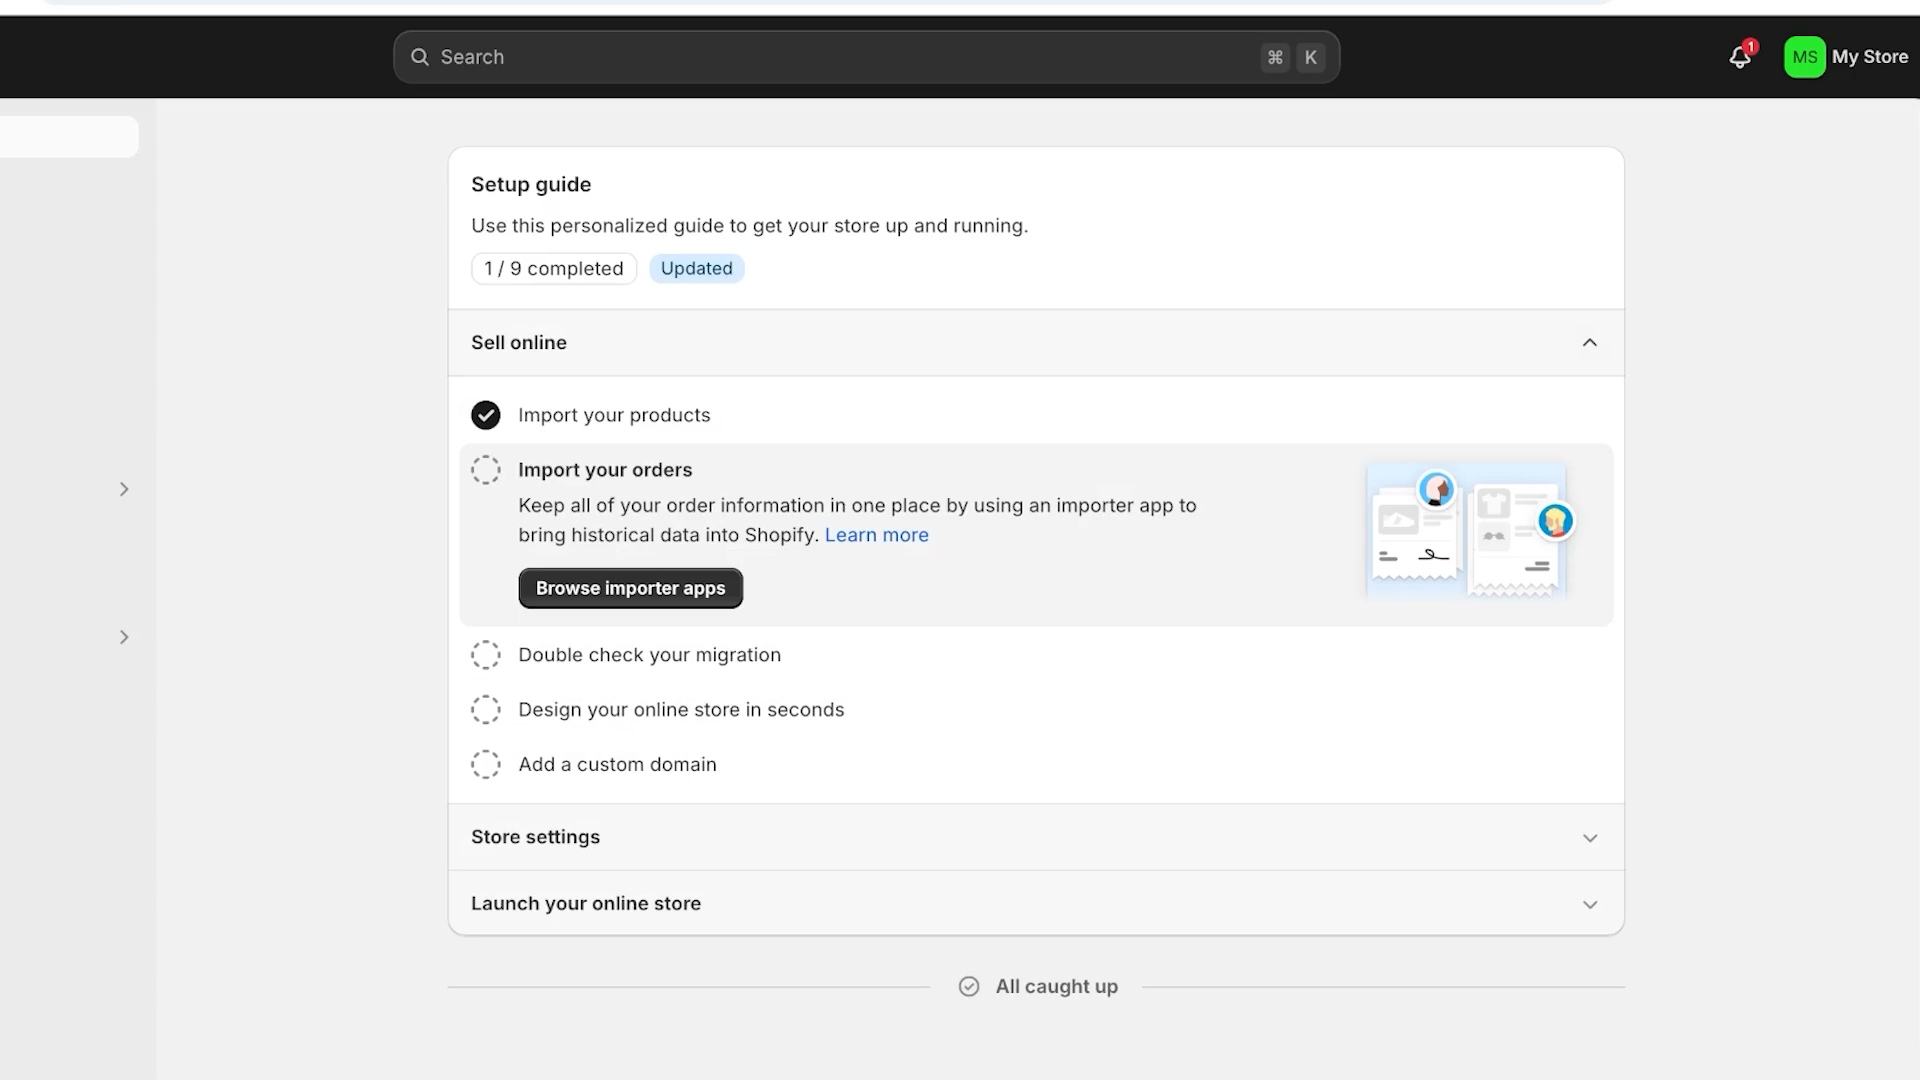 Search
⌘ K
1
MS
My Store
Setup guide
Use this personalized guide to get your store up and running.
1 / 9 completed
Updated
Sell online
Import your products
Import your orders
Keep all of your order information in one place by using an importer app to
bring historical data into Shopify. Learn more
Browse importer apps
Double check your migration
Design your online store in seconds
Add a custom domain
Store settings
Launch your online store
All caught up